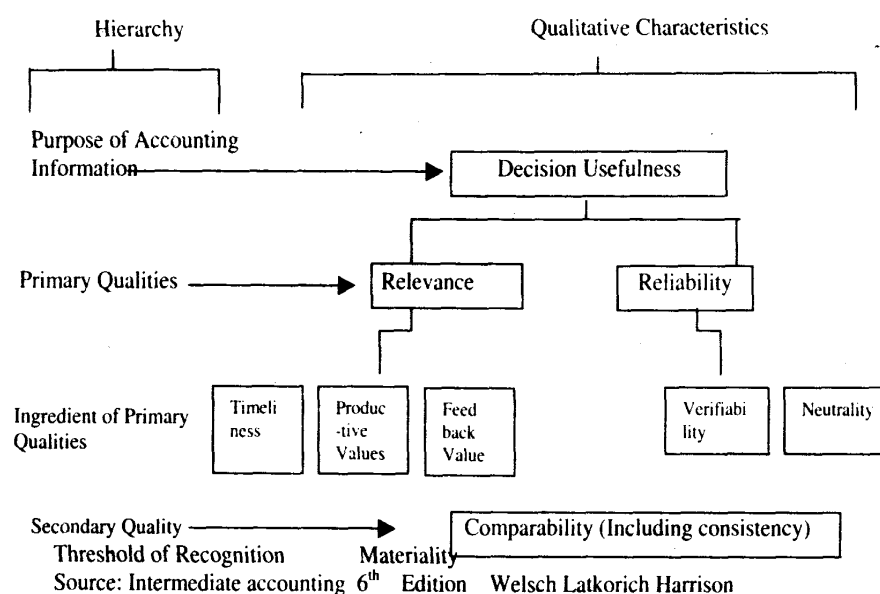 Hierarchy
Qualitative Characteristics
Purpose of Accounting
Information
Decision Usefulness
Primary Qualities
Relevance
Reliability
Ingredient of Primary
Qualities
Timeli
ness
Produc
-tive
Values
Feed
back
Value
Verifiabi
lity
Neutrality
Secondary Quality
Comparability (Including consistency)
Threshold of Recognition Materiality
Source: Intermediate accounting 6th Edition Welsch Latkorich Harrison